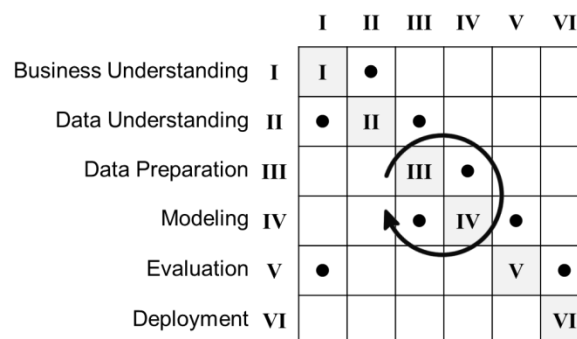 I II III IV V VI
Business Understanding I I
Data Understanding II II
Data Preparation III III
Modeling IV IV
Evaluation V V
Deployment VI VI